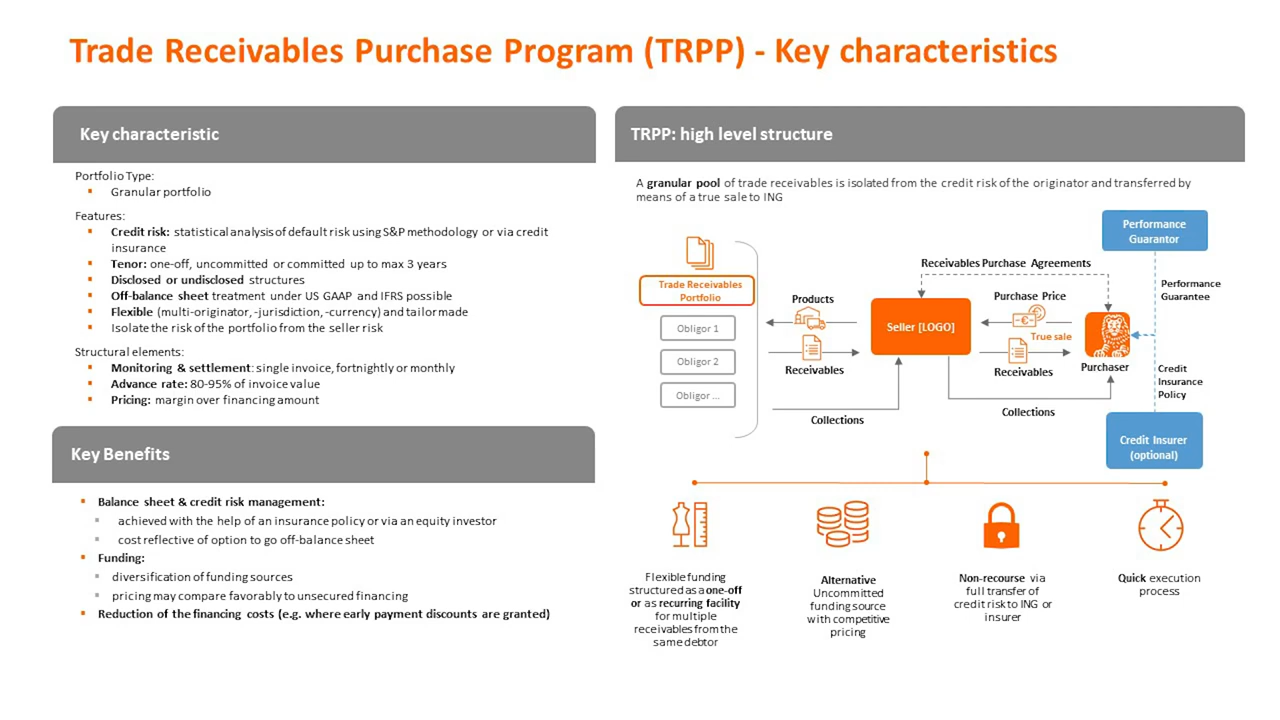 Trade Receivables Purchase Program (TRPP) - Key characteristics
Key characteristic
Portfolio Type:
Granular portfolio
Features:
Credit risk: statistical analysis of default risk using S&P methodology or via credit
insurance
Tenor: one-off, uncommitted or committed up to max 3 years
Disclosed or undisclosed structures
Off-balance sheet treatment under US GAAP and IFRS possible
Flexible (multi-originator, -jurisdiction, -currency) and tailor made
Isolate the risk of the portfolio from the seller risk
Structural elements:
Monitoring & settlement: single invoice, fortnightly or monthly
Advance rate: 80-95% of invoice value
Pricing: margin over financing amount
Key Benefits
Balance sheet & credit risk management:
achieved with the help of an insurance policy or via an equity investor
cost reflective of option to go off-balance sheet
Funding:
diversification of funding sources
pricing may compare favorably to unsecured financing
Reduction of the financing costs (e.g. where early payment discounts are granted)
TRPP: high level structure
A granular pool of trade receivables is isolated from the credit risk of the originator and transferred by
means of a true sale to ING
Performance
Guarantor
Receivables Purchase Agreements
Trade Receivables
Portfolio
Performance
Guarantee
Products
Purchase Price
Obligor 1
Seller [LOGO]
True sale
Obligor 2
Receivables
Receivables
Purchaser
Credit
Insurance
Policy
Obligor ...
Collections
Collections
Credit Insurer
(optional)
Flexible funding
structured as a one-off
or as recurring facility
for multiple
receivables from the
same debtor
Alternative
Uncommitted
funding source
with competitive
pricing
Non-recourse via
full transfer of
credit risk to ING or
insurer
Quick execution
process